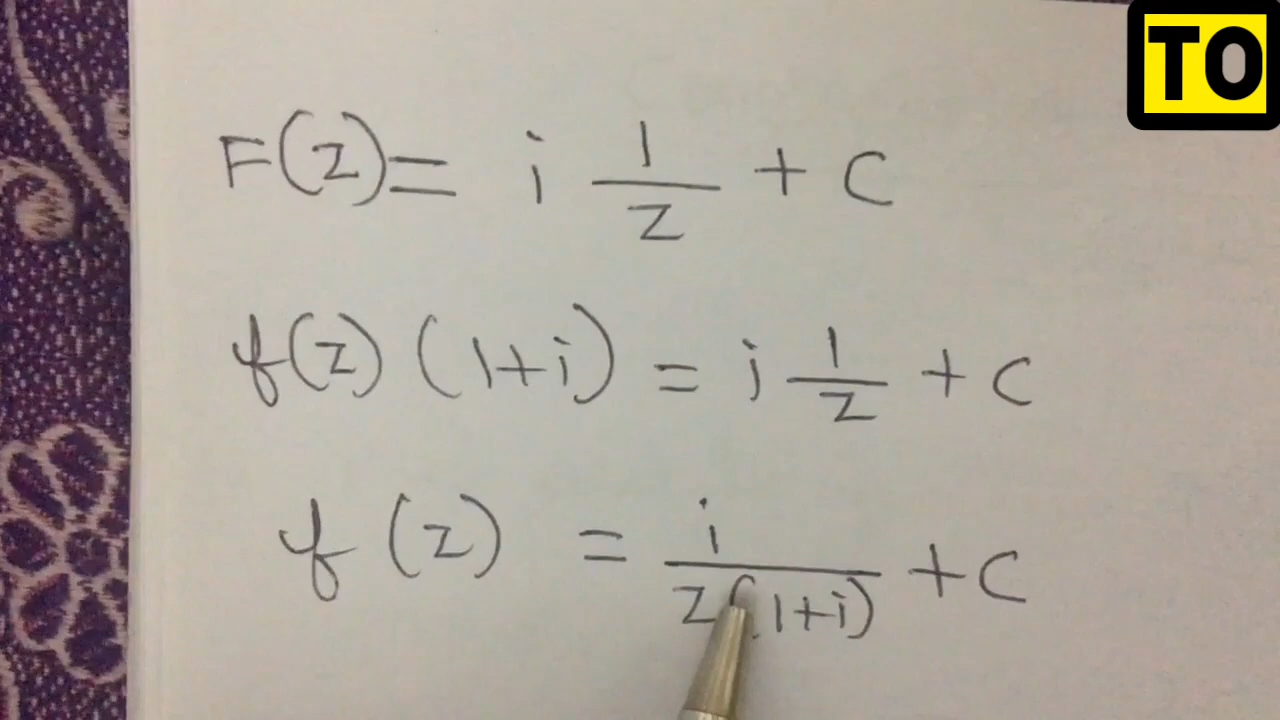 TO
F(z) = i 1/z + c
f(z) (1+i) = i 1/z + c
f(z) = i/z(1+i) + c